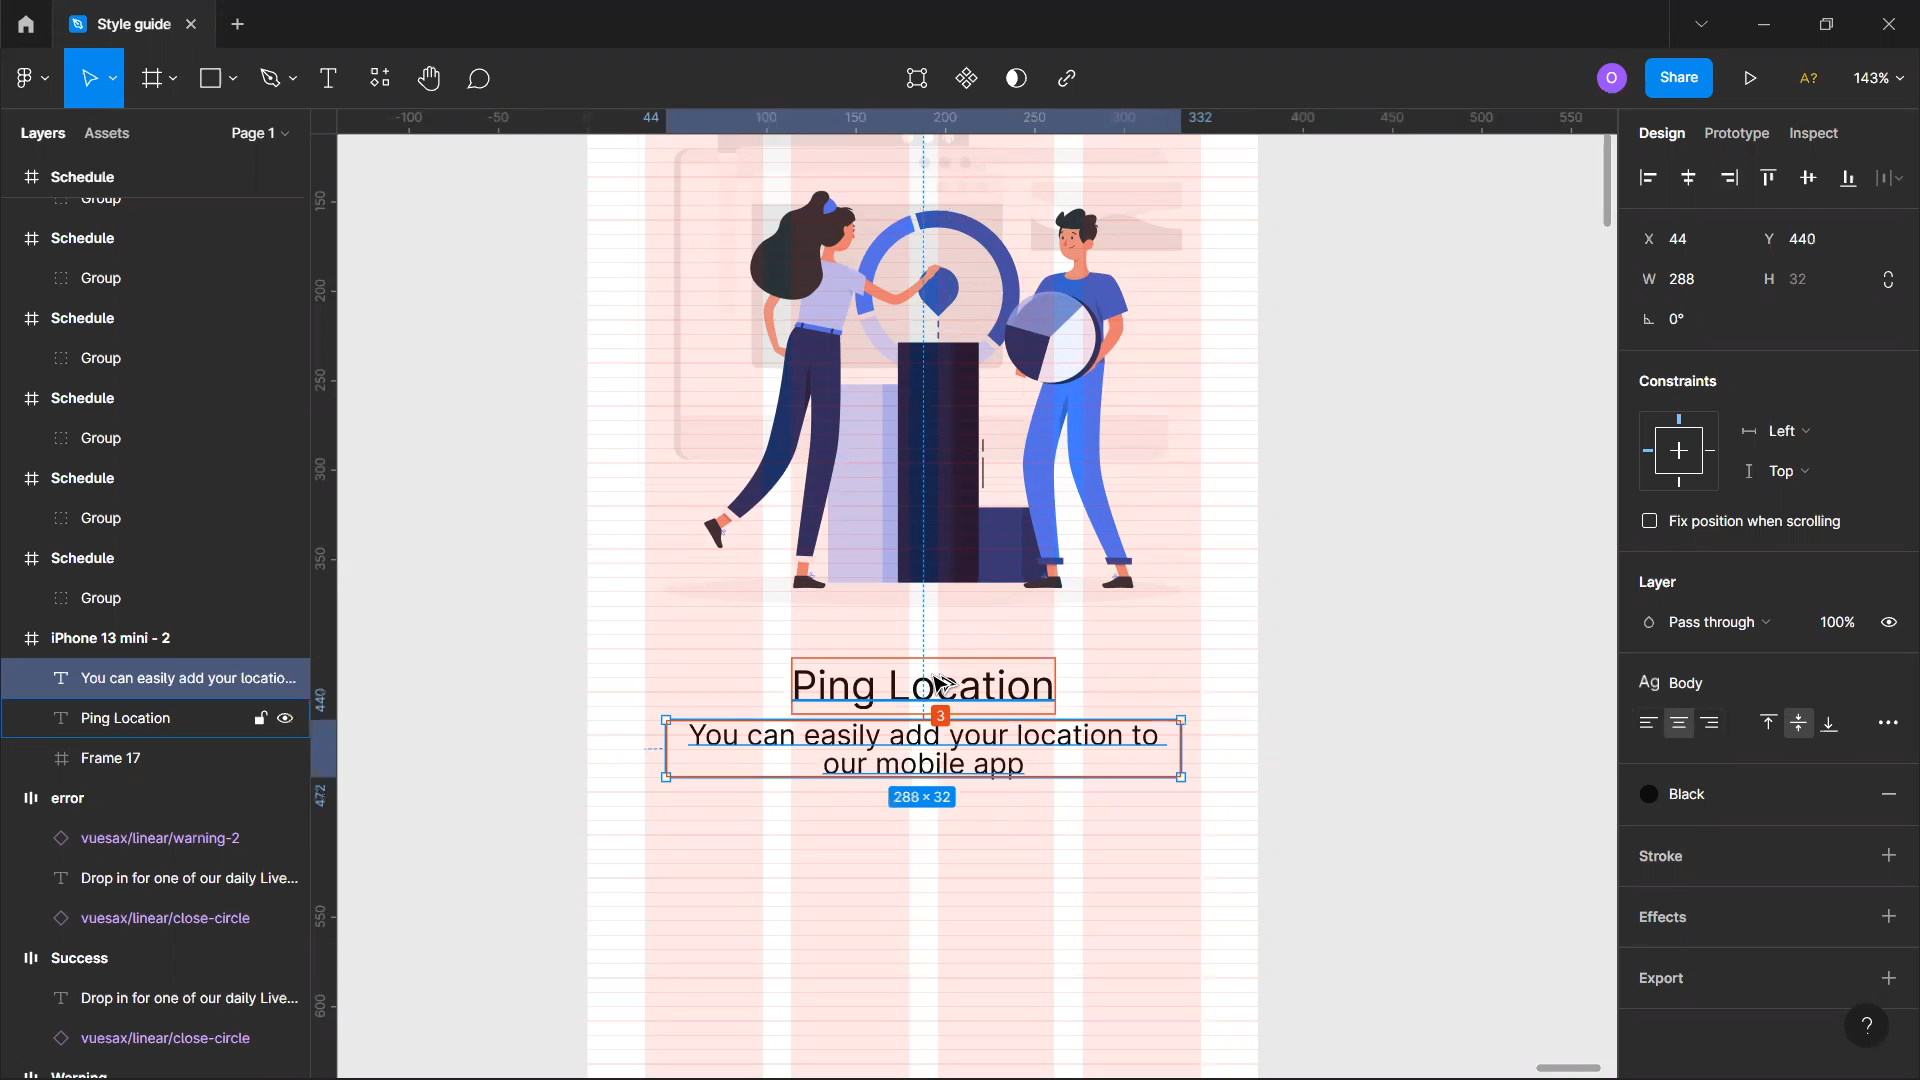 Style guide
Share
A?
143%
Layers
Assets
Page 1
Design
Prototype
Inspect
-100
-50
44
100
150
200
250
300
332
400
450
500
550
Schedule
Group
Schedule
Group
Schedule
Group
Schedule
Group
Schedule
Group
Schedule
Group
iPhone 13 mini - 2
You can easily add your locatio...
Ping Location
Frame 17
error
vuesax/linear/warning-2
Drop in for one of our daily Live...
vuesax/linear/close-circle
Success
Drop in for one of our daily Live...
vuesax/linear/close-circle
Warning
150
200
250
300
350
440
472
550
600
Ping Location
3
You can easily add your location to
our mobile app
288 × 32
X 44
Y 440
W 288
H 32
0°
Constraints
Left
Top
Fix position when scrolling
Layer
Pass through
100%
Ag Body
Black
Stroke
Effects
Export
O
?